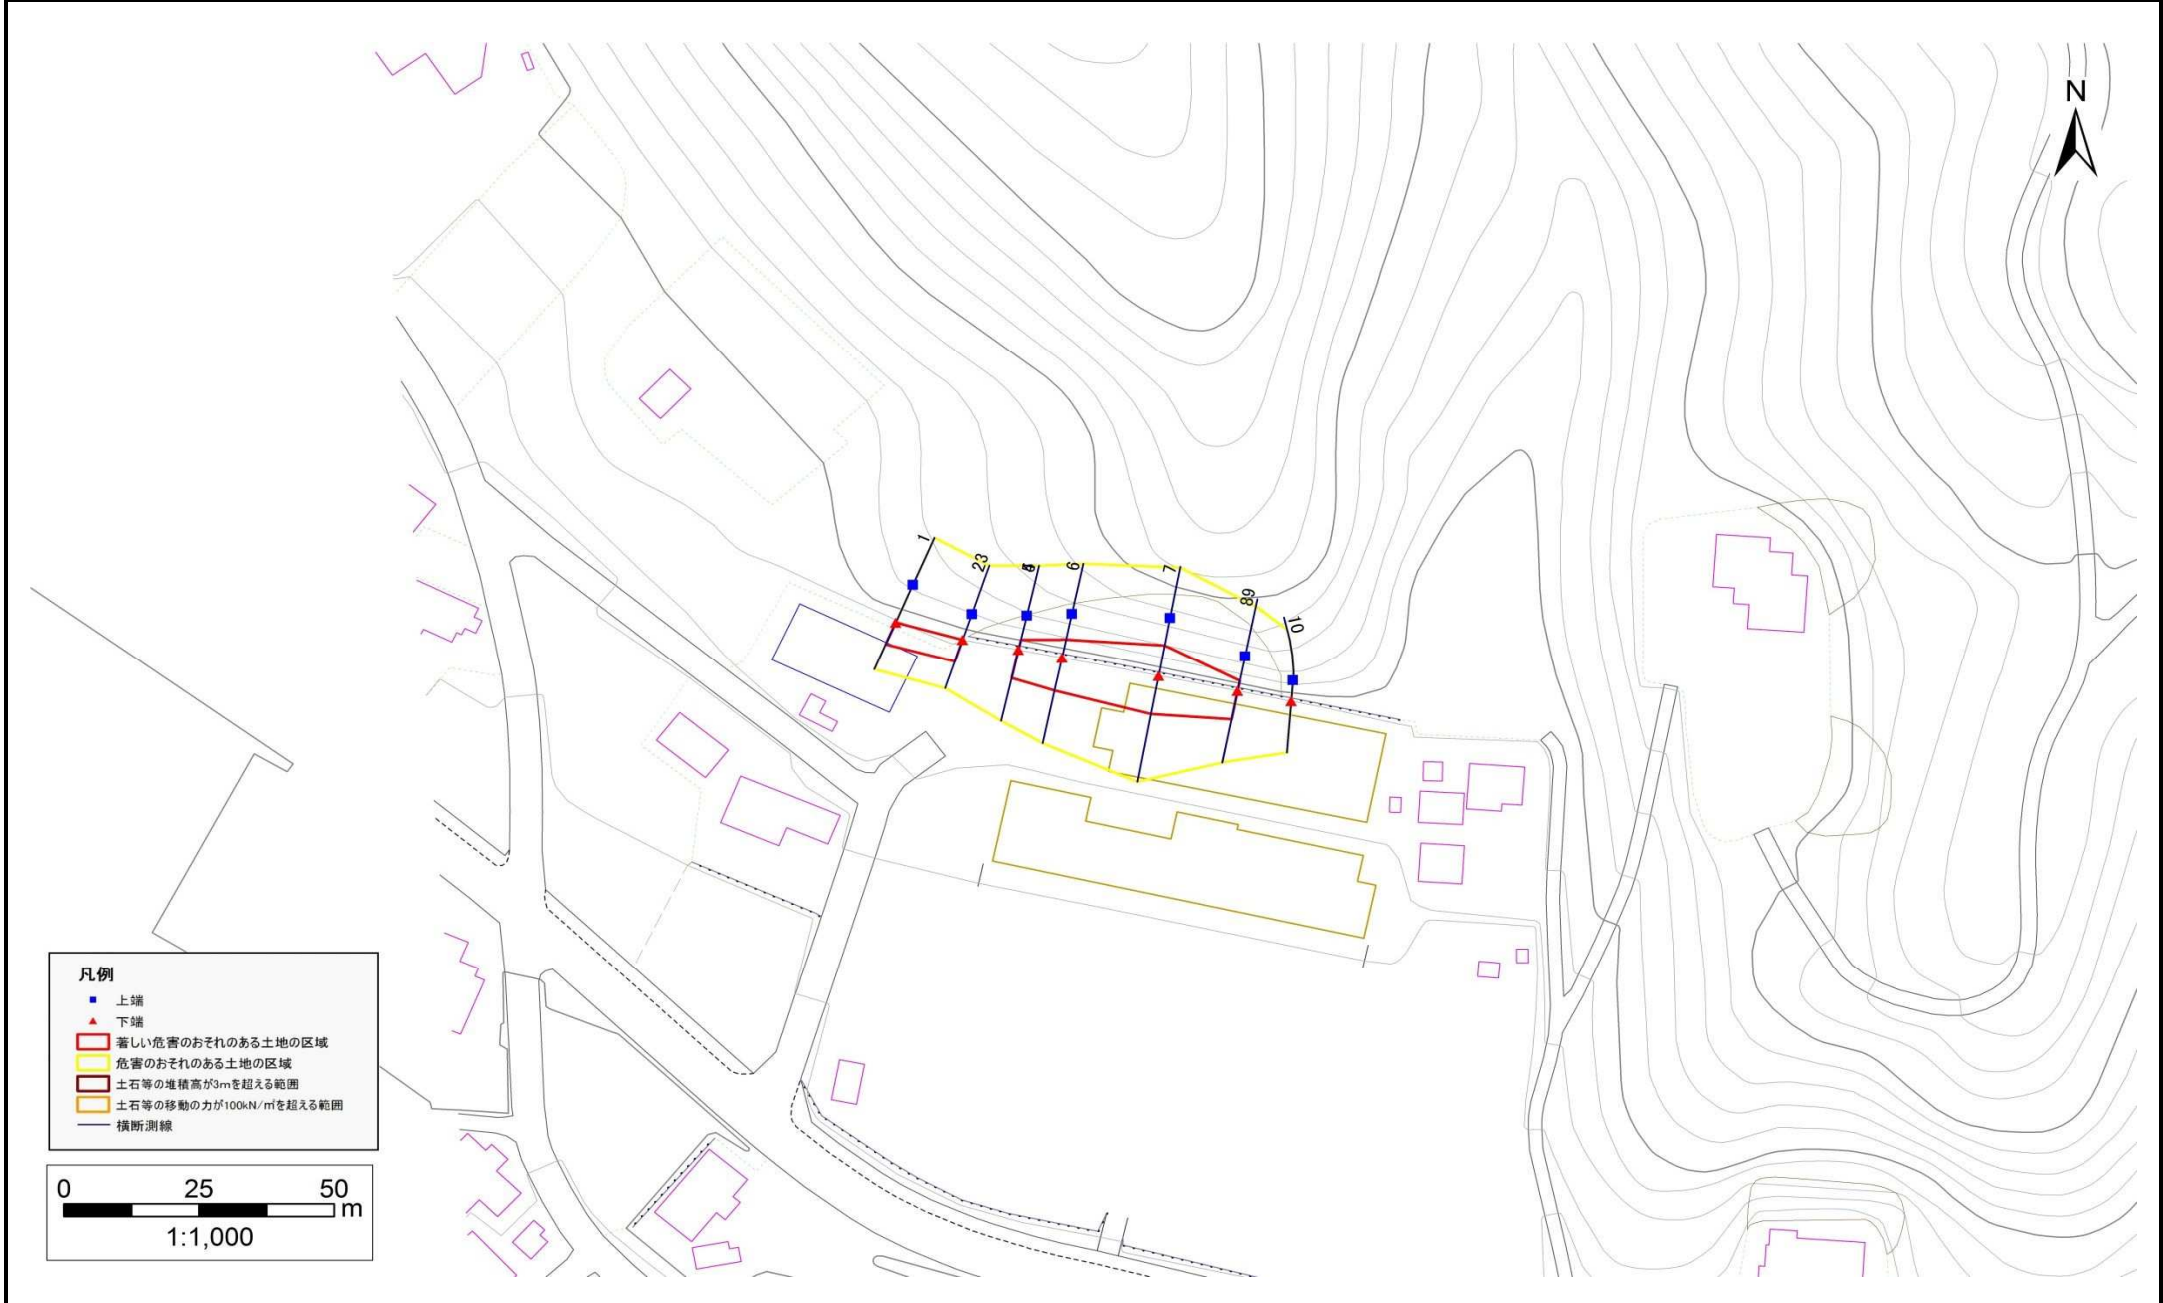 N
1
23
6
7
89
10
凡例
上端
下端
著しい危害のおそれのある土地の区域
危害のおそれのある土地の区域
土石等の堆積高が3mを超える範囲
土石等の移動の力が100kN/㎡を超える範囲
横断測線
0 25 50 m
1:1,000